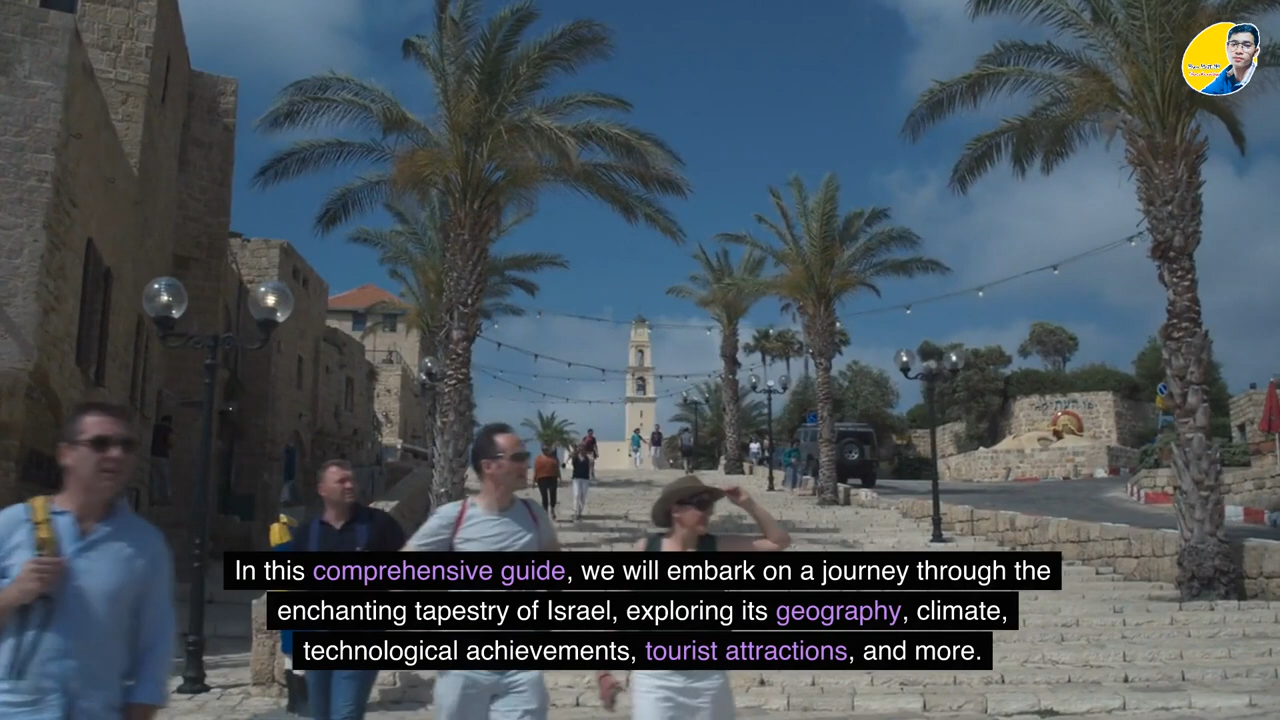 In this comprehensive guide, we will embark on a journey through the
enchanting tapestry of Israel, exploring its geography, climate,
technological achievements, tourist attractions, and more.